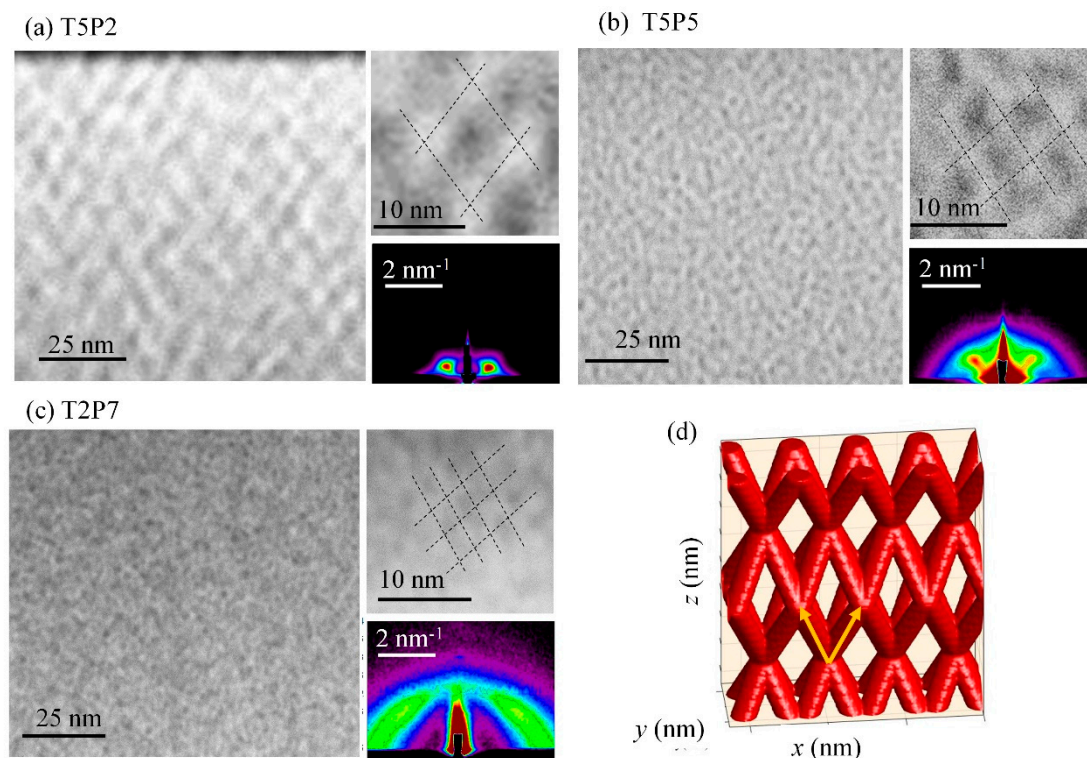 (a) T5P2
25 nm
10 nm
2 nm⁻¹
(b) T5P5
25 nm
10 nm
2 nm⁻¹
(c) T2P7
25 nm
10 nm
2 nm⁻¹
(d)
z (nm)
y (nm)
x (nm)